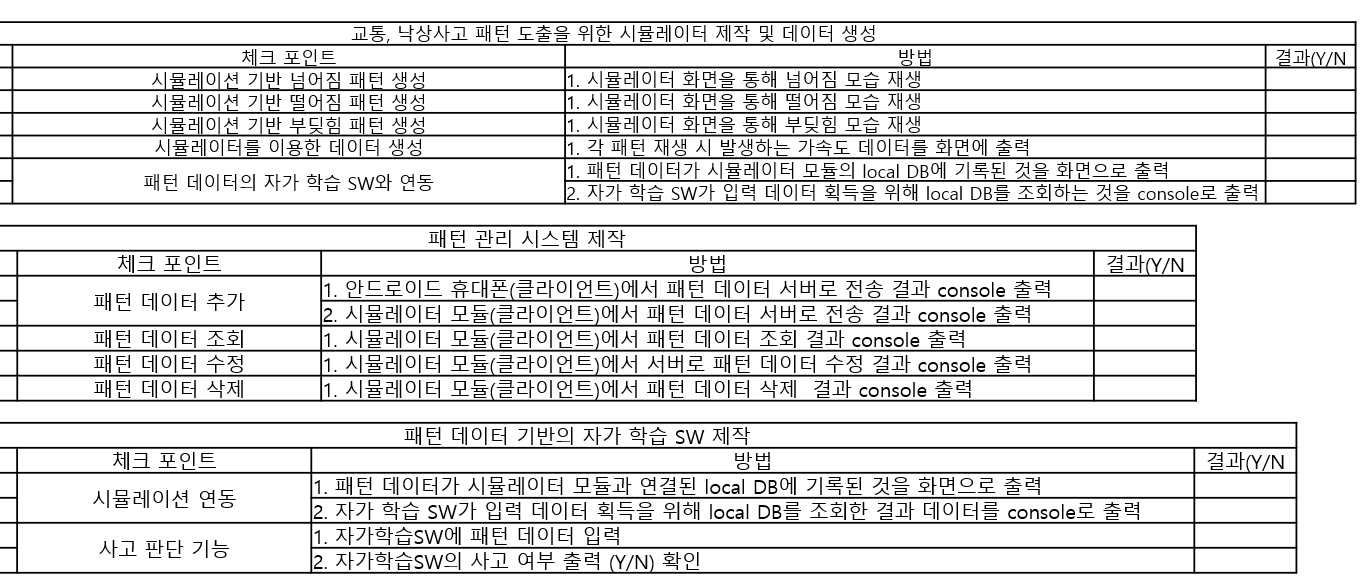 교통, 낙상사고 패턴 도출을 위한 시뮬레이터 제작 및 데이터 생성
체크 포인트 방법 결과(Y/N
시뮬레이션 기반 넘어짐 패턴 생성 1. 시뮬레이터 화면을 통해 넘어짐 모습 재생
시뮬레이션 기반 떨어짐 패턴 생성 1. 시뮬레이터 화면을 통해 떨어짐 모습 재생
시뮬레이션 기반 부딪힘 패턴 생성 1. 시뮬레이터 화면을 통해 부딪힘 모습 재생
시뮬레이터를 이용한 데이터 생성 1. 각 패턴 재생 시 발생하는 가속도 데이터를 화면에 출력
패턴 데이터의 자가 학습 SW와 연동 1. 패턴 데이터가 시뮬레이터 모듈의 local DB에 기록된 것을 화면으로 출력
2. 자가 학습 SW가 입력 데이터 획득을 위해 local DB를 조회하는 것을 console로 출력
패턴 관리 시스템 제작
체크 포인트 방법 결과(Y/N
패턴 데이터 추가 1. 안드로이드 휴대폰(클라이언트)에서 패턴 데이터 서버로 전송 결과 console 출력
2. 시뮬레이터 모듈(클라이언트)에서 패턴 데이터 서버로 전송 결과 console 출력
패턴 데이터 조회 1. 시뮬레이터 모듈(클라이언트)에서 패턴 데이터 조회 결과 console 출력
패턴 데이터 수정 1. 시뮬레이터 모듈(클라이언트)에서 서버로 패턴 데이터 수정 결과 console 출력
패턴 데이터 삭제 1. 시뮬레이터 모듈(클라이언트)에서 패턴 데이터 삭제 결과 console 출력
패턴 데이터 기반의 자가 학습 SW 제작
체크 포인트 방법 결과(Y/N
시뮬레이션 연동 1. 패턴 데이터가 시뮬레이터 모듈과 연결된 local DB에 기록된 것을 화면으로 출력
2. 자가 학습 SW가 입력 데이터 획득을 위해 local DB를 조회한 결과 데이터를 console로 출력
사고 판단 기능 1. 자가학습SW에 패턴 데이터 입력
2. 자가학습SW의 사고 여부 출력 (Y/N) 확인